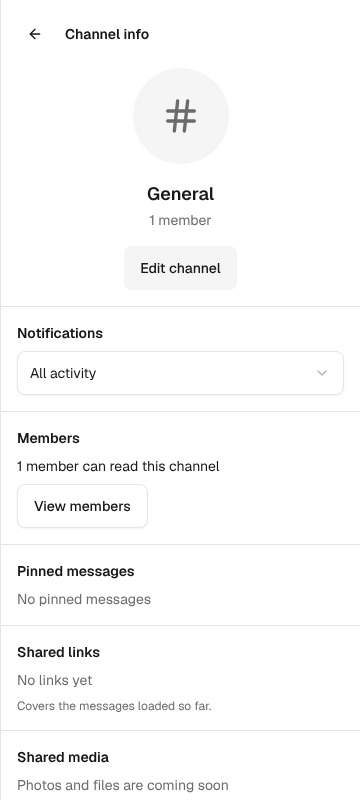 Channel info
#
General
1 member
Edit channel
Notifications
All activity
Members
1 member can read this channel
View members
Pinned messages
No pinned messages
Shared links
No links yet
Covers the messages loaded so far.
Shared media
Photos and files are coming soon